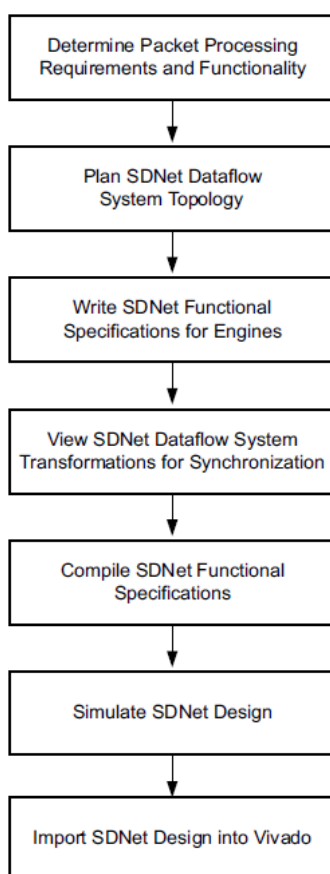 Determine Packet Processing
Requirements and Functionality
Plan SDNet Dataflow
System Topology
Write SDNet Functional
Specifications for Engines
View SDNet Dataflow System
Transformations for Synchronization
Compile SDNet Functional
Specifications
Simulate SDNet Design
Import SDNet Design into Vivado